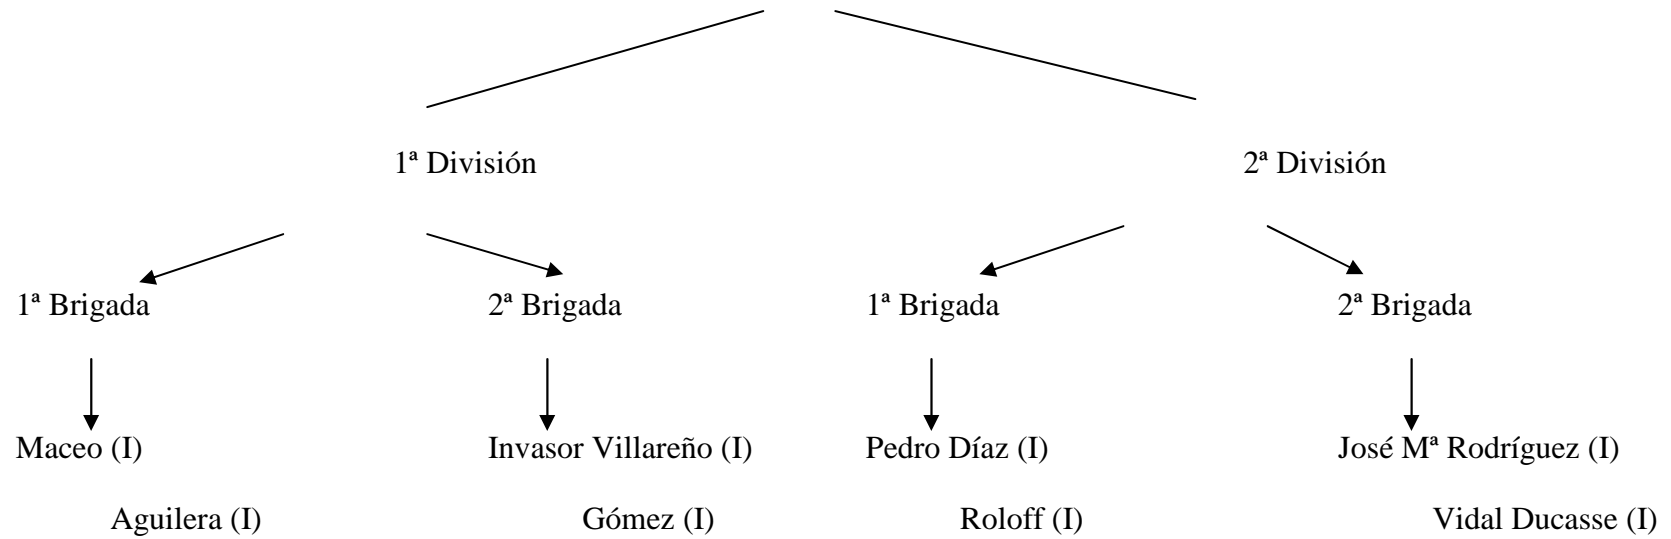 1ª División 2ª División
1ª Brigada 2ª Brigada 1ª Brigada 2ª Brigada
Maceo (I) Invasor Villareño (I) Pedro Díaz (I) José Mª Rodríguez (I)
Aguilera (I) Gómez (I) Roloff (I) Vidal Ducasse (I)